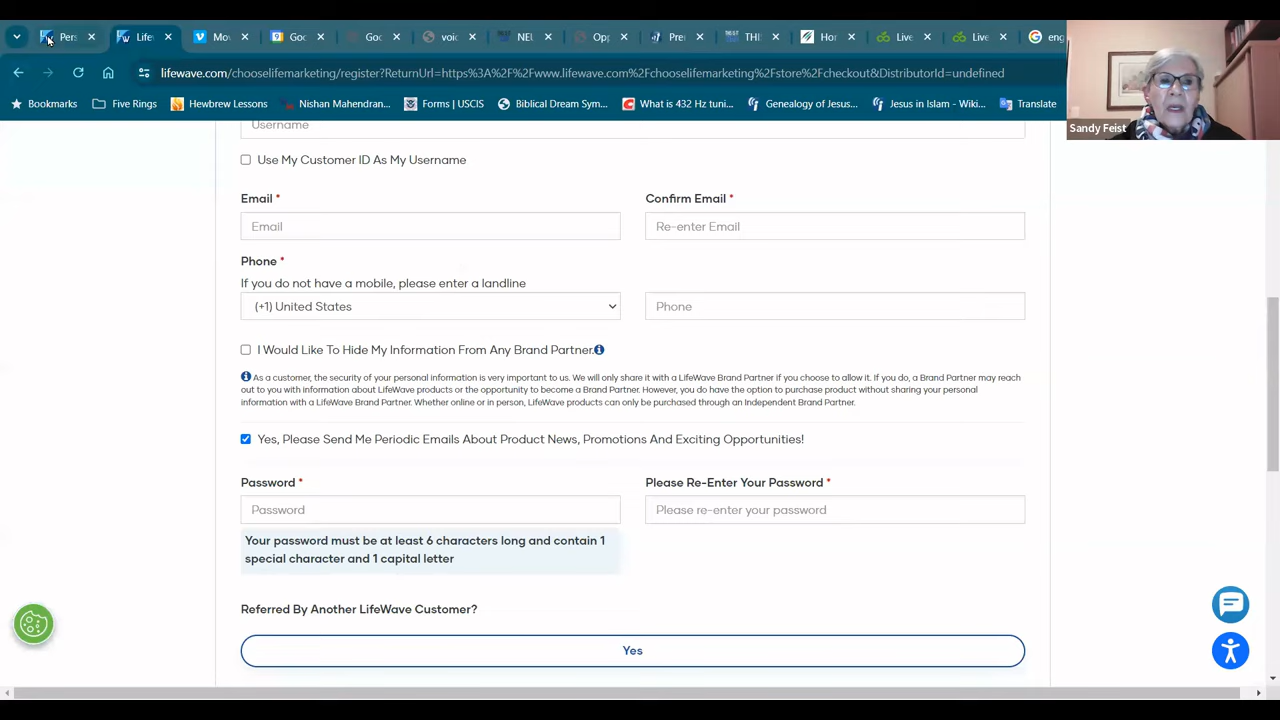 Pers
Lifew
Mov
Goo
Goo
voic
NEU
Opp
Pre
THI
Hor
Live
Live
eng
lifewave.com/chooselifemarketing/register?ReturnUrl=https%3A%2F%2Fwww.lifewave.com%2Fchooselifemarketing%2Fstore%2Fcheckout&DistributorId=undefined
Bookmarks
Five Rings
Hewbrew Lessons
Nishan Mahendran...
Forms | USCIS
Biblical Dream Sym...
What is 432 Hz tuni...
Genealogy of Jesus...
Jesus in Islam - Wiki...
Translate
Sandy Feist
Username
Use My Customer ID As My Username
Email *
Confirm Email *
Email
Re-enter Email
Phone *
If you do not have a mobile, please enter a landline
(+1) United States
Phone
I Would Like To Hide My Information From Any Brand Partner.
As a customer, the security of your personal information is very important to us. We will only share it with a LifeWave Brand Partner if you choose to allow it. If you do, a Brand Partner may reach
out to you with information about LifeWave products or the opportunity to become a Brand Partner. However, you do have the option to purchase product without sharing your personal
information with a LifeWave Brand Partner. Whether online or in person, LifeWave products can only be purchased through an Independent Brand Partner.
Yes, Please Send Me Periodic Emails About Product News, Promotions And Exciting Opportunities!
Password *
Please Re-Enter Your Password *
Password
Please re-enter your password
Your password must be at least 6 characters long and contain 1
special character and 1 capital letter
Referred By Another LifeWave Customer?
Yes